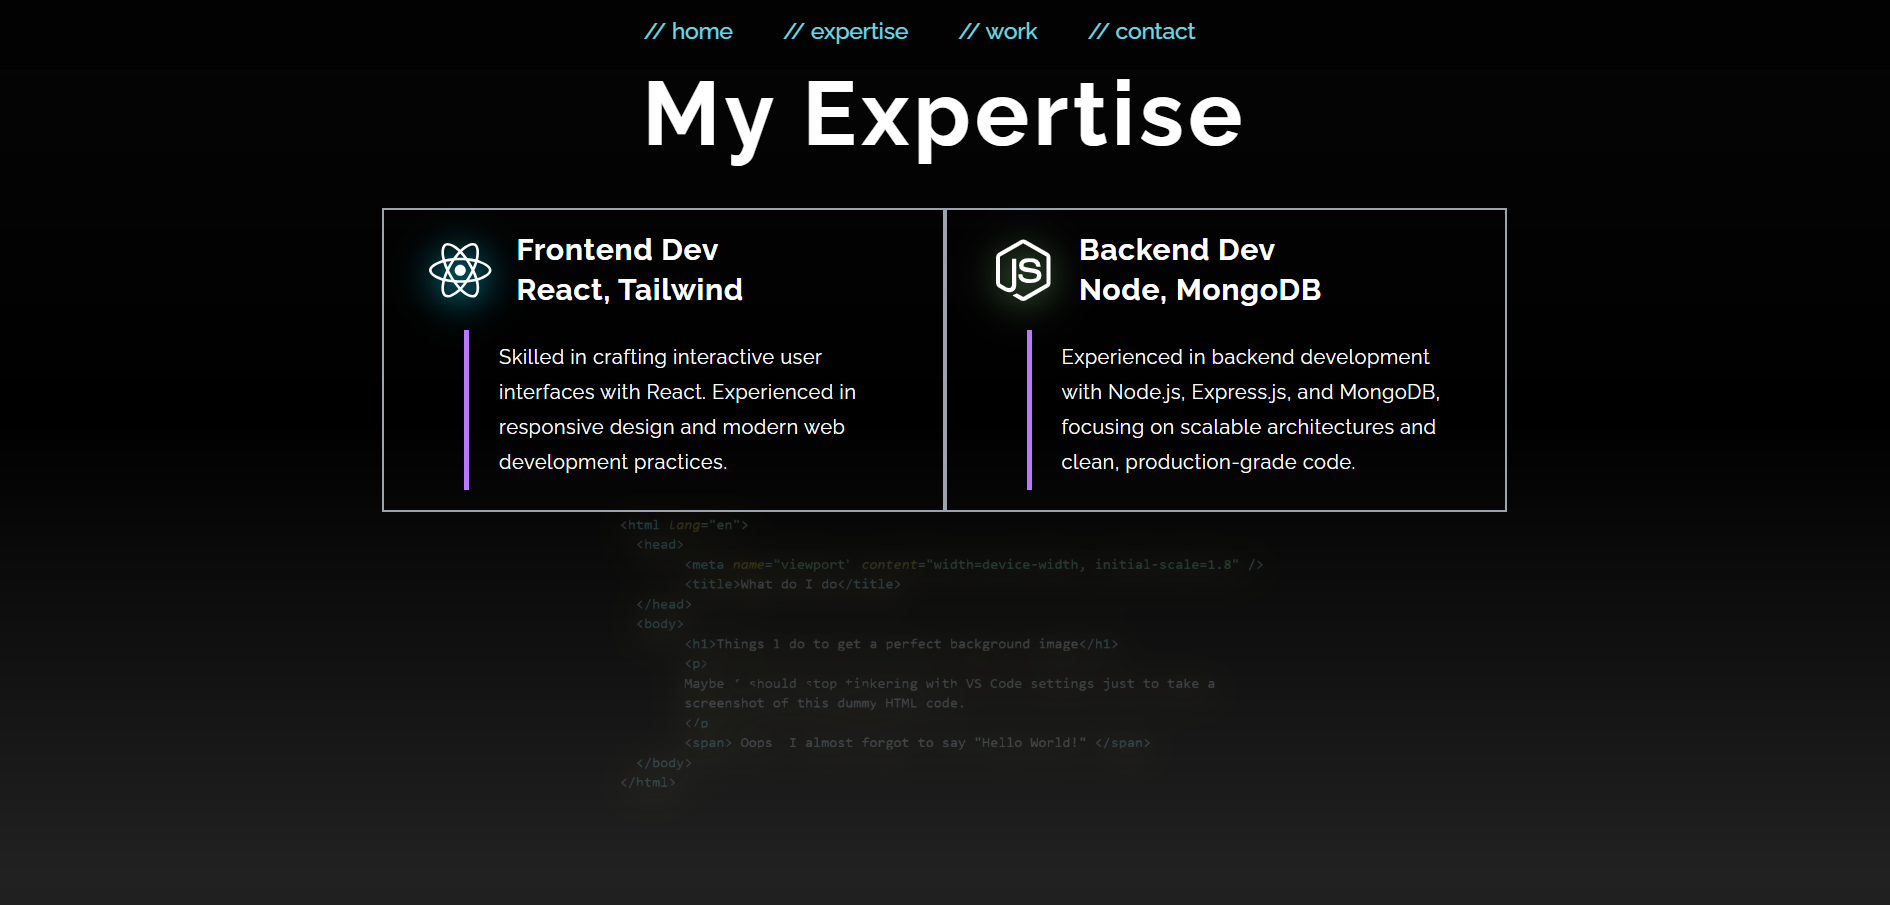 // home // expertise // work // contact
My Expertise
Frontend Dev
React, Tailwind
Skilled in crafting interactive user
interfaces with React. Experienced in
responsive design and modern web
development practices.
JS
Backend Dev
Node, MongoDB
Experienced in backend development
with Node.js, Express.js, and MongoDB,
focusing on scalable architectures and
clean, production-grade code.
<html lang="en">
<head>
<meta name="viewport' content="width=device-width, initial-scale=1.8" />
<title>What do I do</title>
</head>
<body>
<h1>Things l do to get a perfect background image</h1>
<p>
Maybe should stop tinkering with VS Code settings just to take a
screenshot of this dummy HTML code.
</p
<span> Oops I almost forgot to say "Hello World!" </span>
</body>
</html>